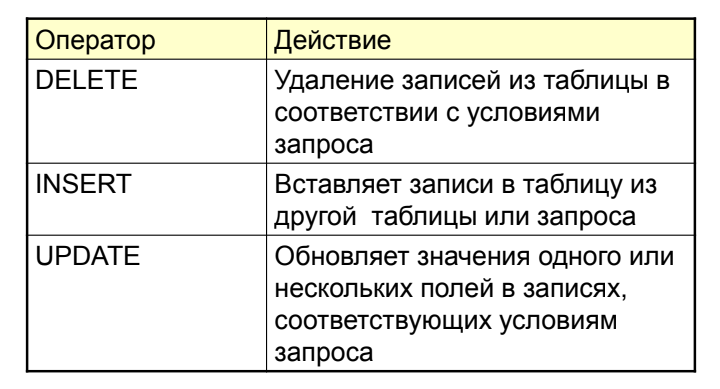 Оператор Действие
DELETE Удаление записей из таблицы в
соответствии с условиями
запроса
INSERT Вставляет записи в таблицу из
другой таблицы или запроса
UPDATE Обновляет значения одного или
нескольких полей в записях,
соответствующих условиям
запроса